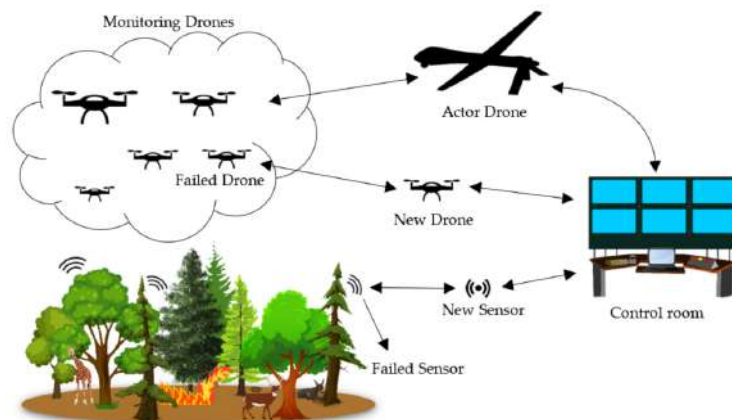 Monitoring Drones
Actor Drone
Failed Drone
New Drone
New Sensor
Control room
Failed Sensor